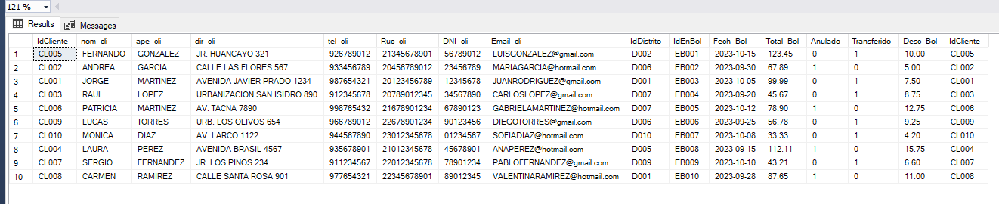 121 %
Results Messages
IdCliente nom_cli ape_cli dir_cli tel_cli Ruc_cli DNI_cli Email_cli IdDistrito IdEnBol Fech_Bol Total_Bol Anulado Transferido Desc_Bol IdCliente
1 CL005 FERNANDO GONZALEZ JR. HUANCAYO 321 926789012 21345678901 56789012 LUISGONZALEZ@gmail.com D002 EB001 2023-10-15 123.45 0 1 10.00 CL005
2 CL002 ANDREA GARCIA CALLE LAS FLORES 567 933456789 20456789012 23456789 MARIAGARCIA@hotmail.com D006 EB002 2023-09-30 67.89 1 0 5.00 CL002
3 CL001 JORGE MARTINEZ AVENIDA JAVIER PRADO 1234 987654321 20123456789 12345678 JUANRODRIGUEZ@gmail.com D001 EB003 2023-10-05 99.99 0 1 7.50 CL001
4 CL003 RAUL LOPEZ URBANIZACION SAN ISIDRO 890 912345678 20789012345 34567890 CARLOSLOPEZ@gmail.com D007 EB004 2023-09-20 45.67 0 1 8.75 CL003
5 CL006 PATRICIA MARTINEZ AV. TACNA 7890 998765432 21678901234 67890123 GABRIELAMARTINEZ@hotmail.com D007 EB005 2023-10-12 78.90 1 0 12.75 CL006
6 CL009 LUCAS TORRES URB. LOS OLIVOS 654 966789012 22678901234 90123456 DIEGOTORRES@gmail.com D006 EB006 2023-09-25 56.78 0 1 9.25 CL009
7 CL010 MONICA DIAZ AV. LARCO 1122 944567890 23012345678 01234567 SOFIADIAZ@hotmail.com D010 EB007 2023-10-08 33.33 0 1 4.20 CL010
8 CL004 LAURA PEREZ AVENIDA BRASIL 4567 935678901 21012345678 45678901 ANAPEREZ@hotmail.com D005 EB008 2023-09-15 112.11 1 0 15.75 CL004
9 CL007 SERGIO FERNANDEZ JR. LOS PINOS 234 911234567 22012345678 78901234 PABLOFERNANDEZ@gmail.com D009 EB009 2023-10-10 43.21 0 1 6.60 CL007
10 CL008 CARMEN RAMIREZ CALLE SANTA ROSA 901 977654321 22345678901 89012345 VALENTINARAMIREZ@hotmail.com D001 EB010 2023-09-28 87.65 1 0 11.00 CL008